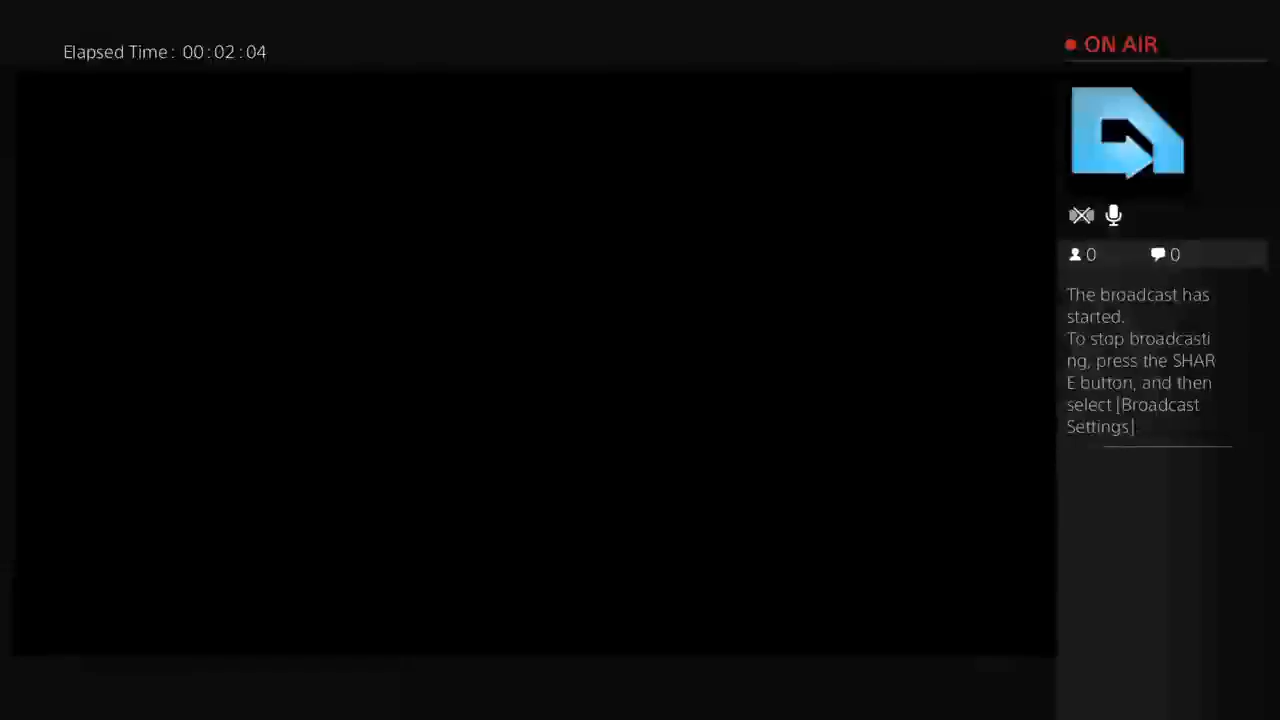 Elapsed Time: 00:02:04
ON AIR
0 0
The broadcast has
started.
To stop broadcasti
ng, press the SHAR
E button, and then
select [Broadcast
Settings]